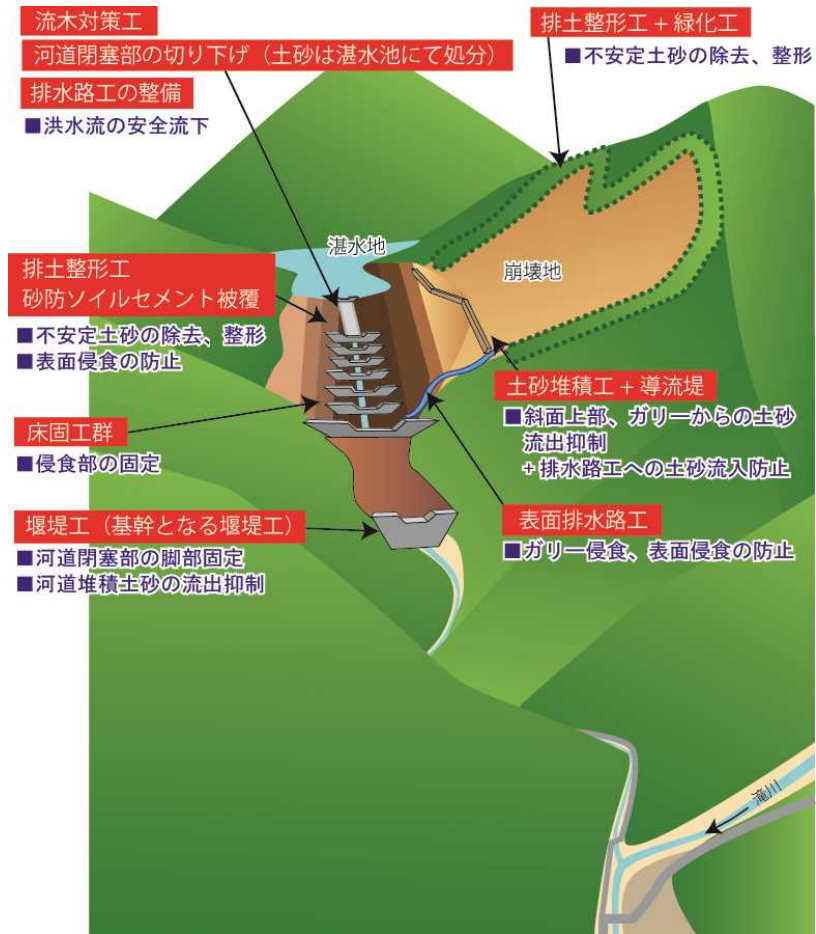 流木対策工
河道閉塞部の切り下げ（土砂は湛水池にて処分）
排水路工の整備
■洪水流の安全流下
排土整形工＋緑化工
■不安定土砂の除去、整形
湛水地
崩壊地
排土整形工
砂防ソイルセメント被覆
■不安定土砂の除去、整形
■表面侵食の防止
土砂堆積工＋導流堤
■斜面上部、ガリーからの土砂
流出抑制
＋排水路工への土砂流入防止
床固工群
■侵食部の固定
堰堤工（基幹となる堰堤工）
■河道閉塞部の脚部固定
■河道堆積土砂の流出抑制
表面排水路工
■ガリー侵食、表面侵食の防止
滝川